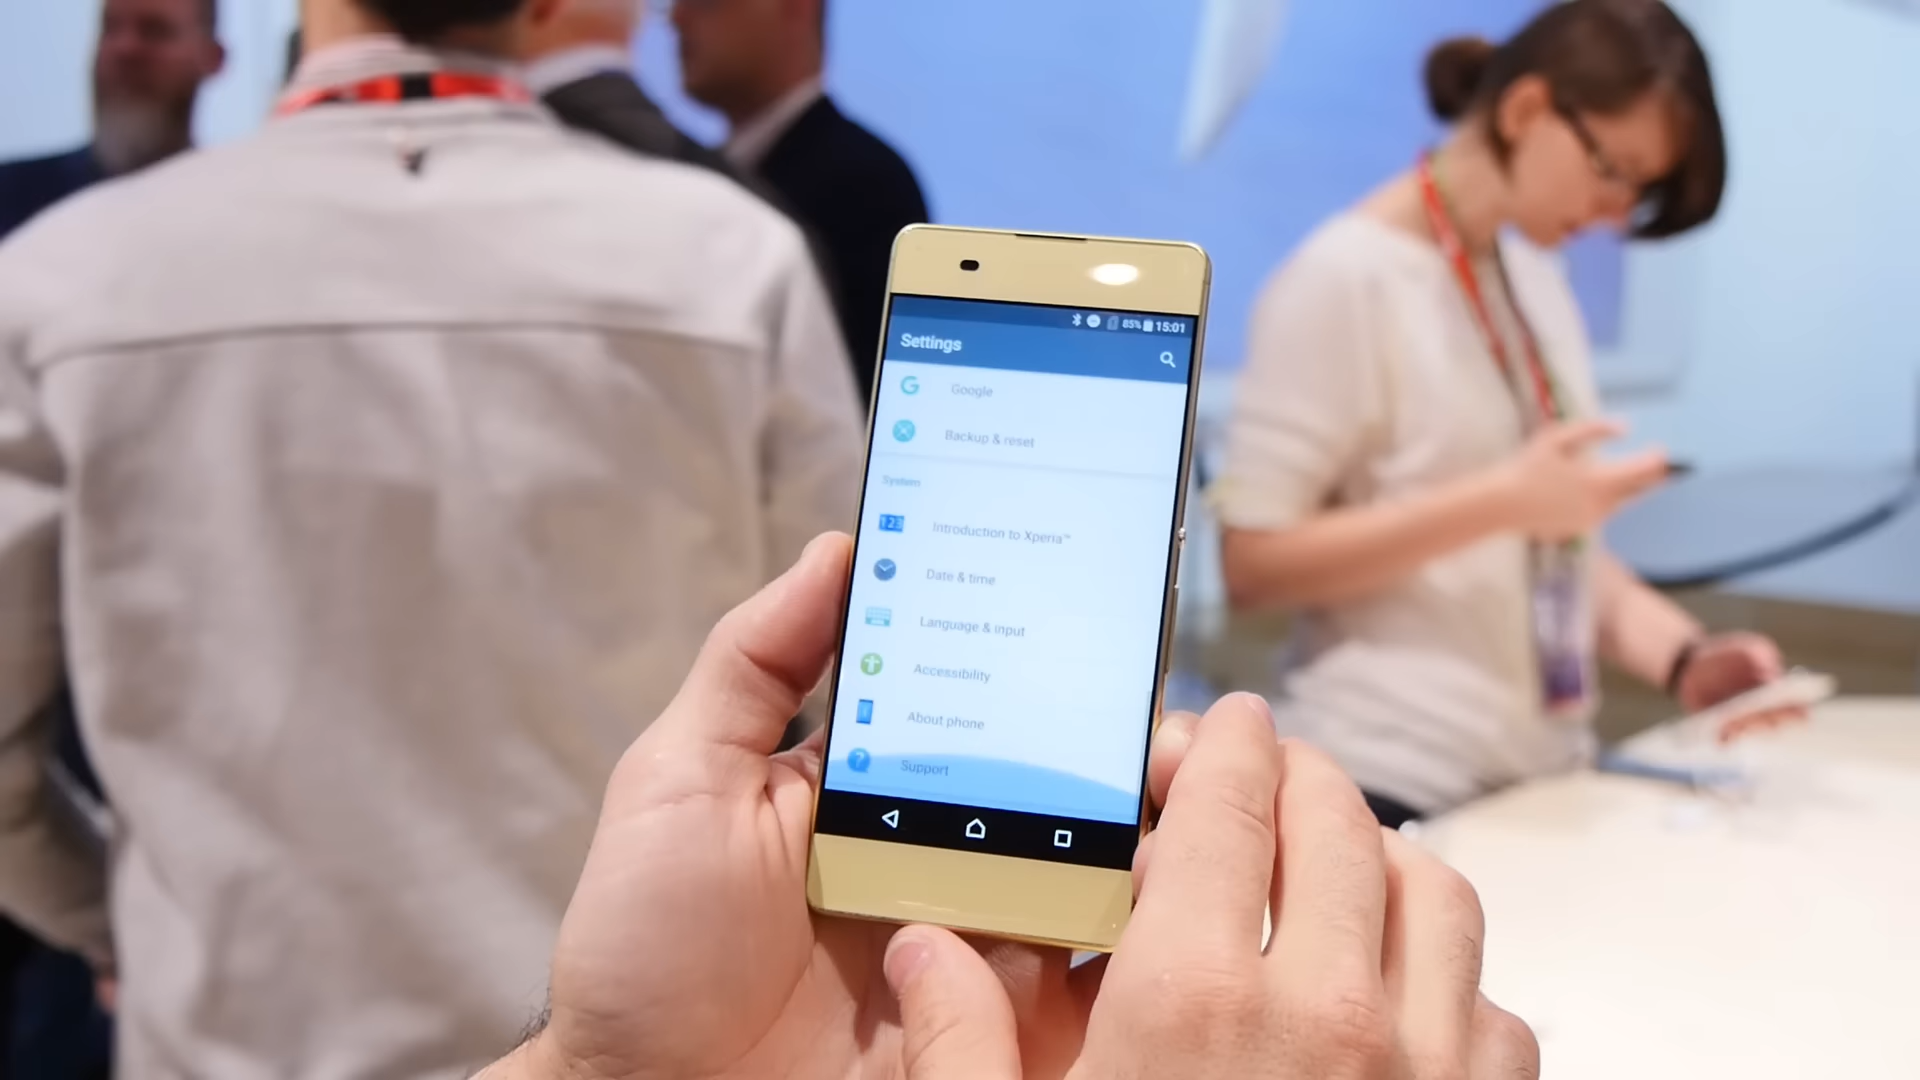 85% 15:01
Settings
Google
Backup & reset
System
123
Introduction to Xperia™
Date & time
Language & input
Accessibility
About phone
Support